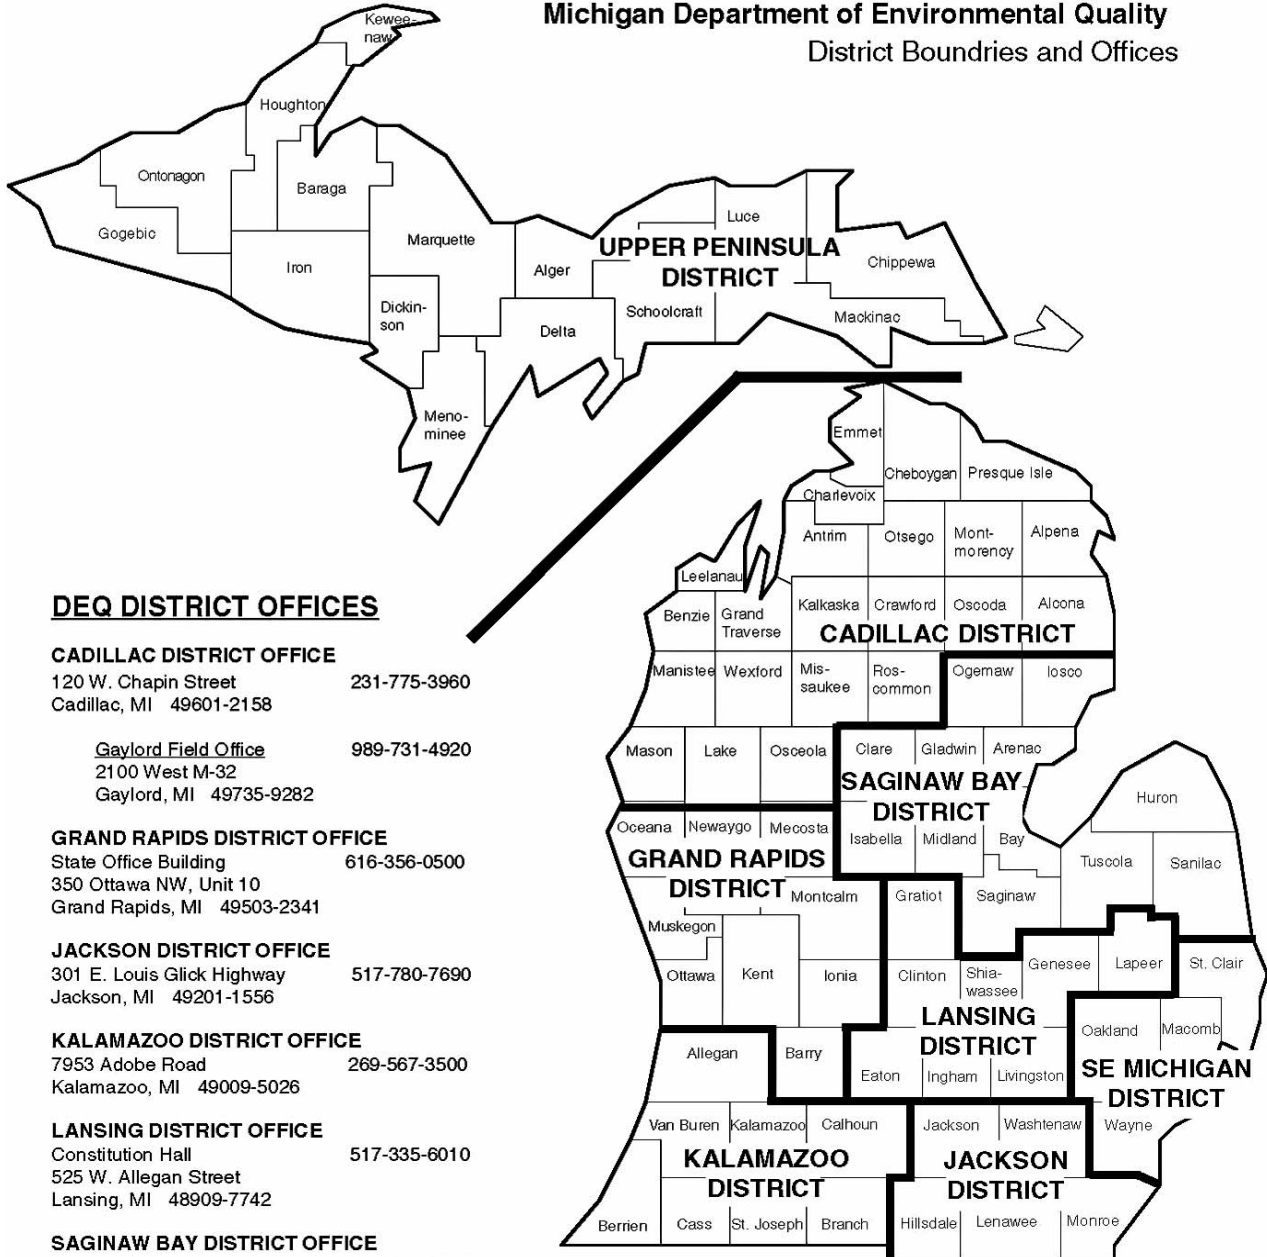 Michigan Department of Environmental Quality
District Boundries and Offices
Kewee-
naw
Houghton
Ontonagon
Baraga
Gogebic
Iron
Marquette
Dickin-
son
Meno-
minee
Alger
Delta
Luce
UPPER PENINSULA
DISTRICT
Schoolcraft
Chippewa
Mackinac
Emmet
Cheboygan
Presque Isle
Charlevoix
Antrim
Otsego
Mont-
morency
Alpena
Leelanau
Benzie
Grand
Traverse
Kalkaska
Crawford
Oscoda
Alcona
CADILLAC DISTRICT
Manistee
Wexford
Mis-
saukee
Ros-
common
Ogemaw
Iosco
Mason
Lake
Osceola
Clare
Gladwin
Arenac
SAGINAW BAY
DISTRICT
Huron
Oceana
Newaygo
Mecosta
Isabella
Midland
Bay
Tuscola
Sanilac
GRAND RAPIDS
DISTRICT
Montcalm
Gratiot
Saginaw
Muskegon
Ottawa
Kent
Ionia
Clinton
Shia-
wassee
Genesee
Lapeer
St. Clair
LANSING
DISTRICT
Oakland
Macomb
Allegan
Barry
Eaton
Ingham
Livingston
SE MICHIGAN
DISTRICT
Van Buren
Kalamazoo
Calhoun
Jackson
Washtenaw
Wayne
KALAMAZOO
DISTRICT
JACKSON
DISTRICT
Berrien
Cass
St. Joseph
Branch
Hillsdale
Lenawee
Monroe
DEQ DISTRICT OFFICES
CADILLAC DISTRICT OFFICE
120 W. Chapin Street 231-775-3960
Cadillac, MI 49601-2158
Gaylord Field Office 989-731-4920
2100 West M-32
Gaylord, MI 49735-9282
GRAND RAPIDS DISTRICT OFFICE
State Office Building 616-356-0500
350 Ottawa NW, Unit 10
Grand Rapids, MI 49503-2341
JACKSON DISTRICT OFFICE
301 E. Louis Glick Highway 517-780-7690
Jackson, MI 49201-1556
KALAMAZOO DISTRICT OFFICE
7953 Adobe Road 269-567-3500
Kalamazoo, MI 49009-5026
LANSING DISTRICT OFFICE
Constitution Hall 517-335-6010
525 W. Allegan Street
Lansing, MI 48909-7742
SAGINAW BAY DISTRICT OFFICE